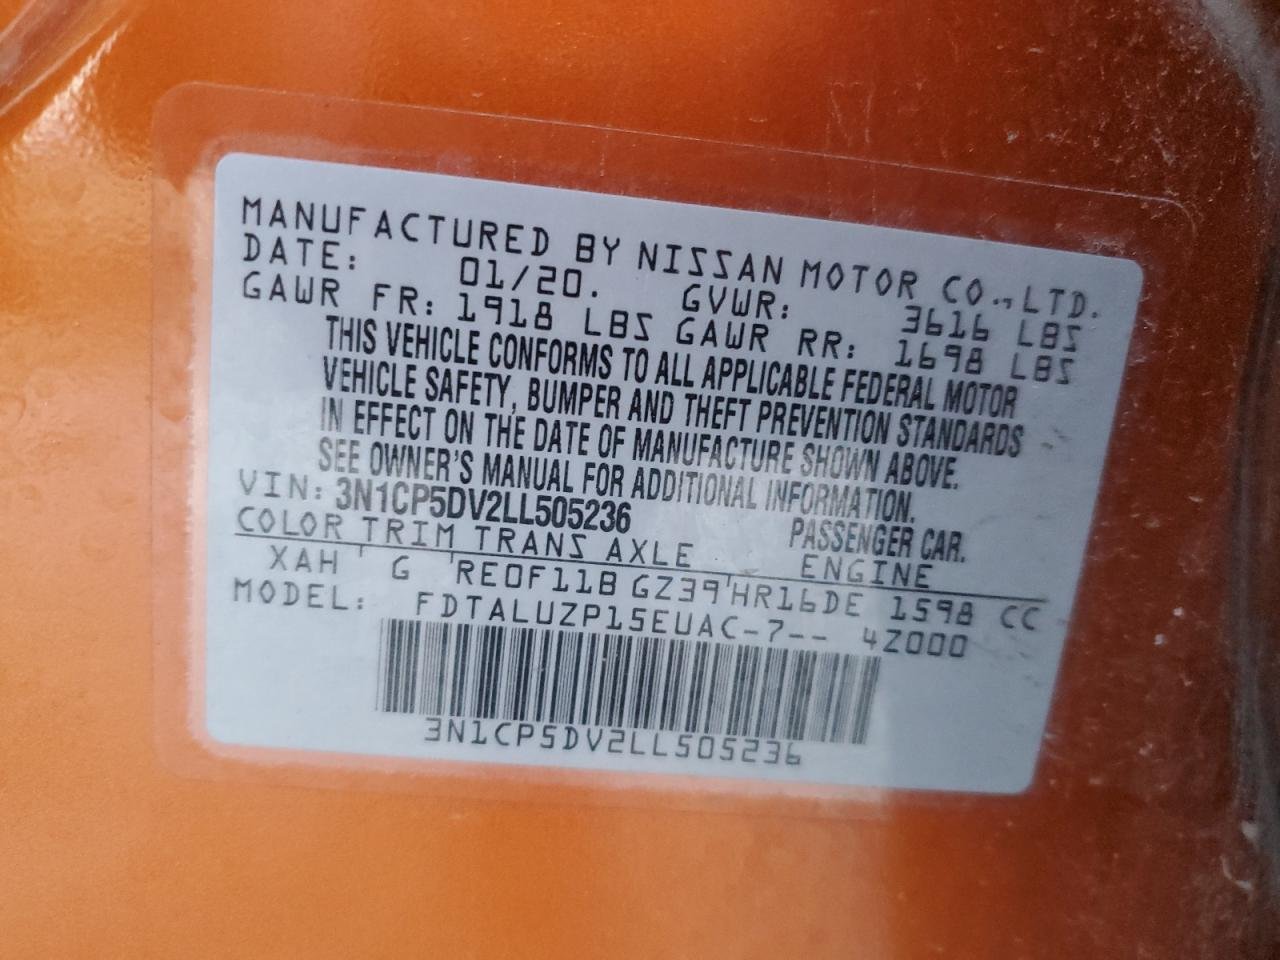 MANUFACTURED BY NISSAN MOTOR CO., LTD.
DATE: 01/20. GVWR: 3616 LBS
GAWR FR: 1918 LBS GAWR RR: 1698 LBS
THIS VEHICLE CONFORMS TO ALL APPLICABLE FEDERAL MOTOR
VEHICLE SAFETY, BUMPER AND THEFT PREVENTION STANDARDS
IN EFFECT ON THE DATE OF MANUFACTURE SHOWN ABOVE.
SEE OWNER'S MANUAL FOR ADDITIONAL INFORMATION.
VIN: 3N1CP5DV2LL505236 PASSENGER CAR.
COLOR TRIM TRANS AXLE ENGINE
XAH G RE0F11B GZ39 HR16DE 1598 CC
MODEL: FDTALUZP15EUAC-7-- 4Z000
3N1CP5DV2LL505236